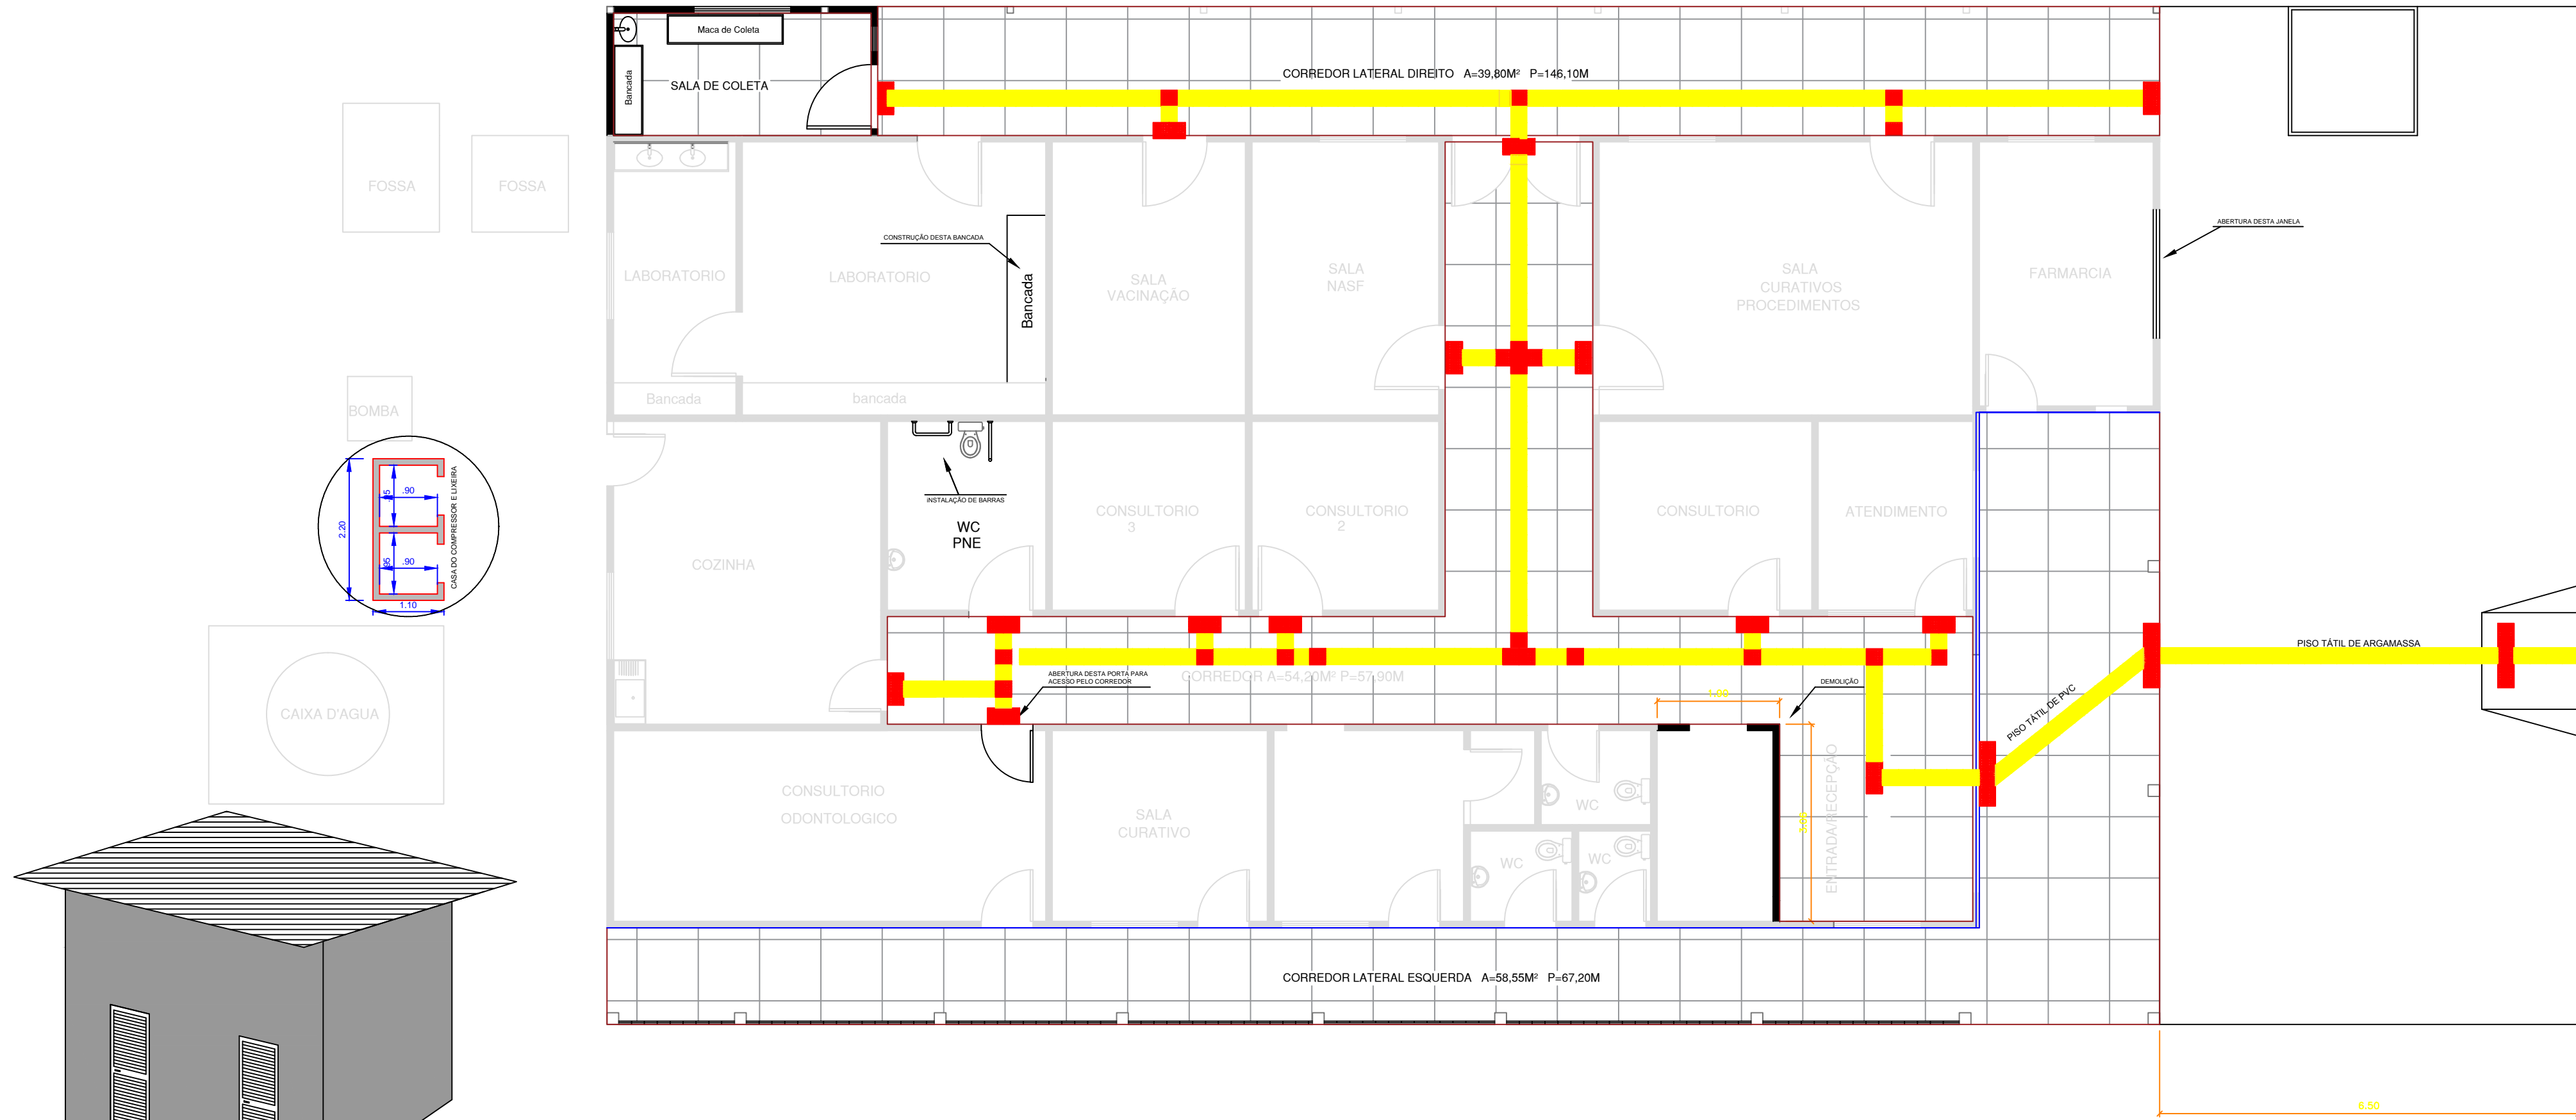 Maca de Coleta
Bancada
SALA DE COLETA
CORREDOR LATERAL DIREITO A=39,80M² P=146,10M
FOSSA
FOSSA
CONSTRUÇÃO DESTA BANCADA
ABERTURA DESTA JANELA
LABORATORIO
LABORATORIO
Bancada
SALA
VACINAÇÃO
SALA
NASF
SALA
CURATIVOS
PROCEDIMENTOS
FARMARCIA
Bancada
bancada
BOMBA
2.20
.95
.90
.95
.90
1.10
CASA DO COMPRESSOR E LIXEIRA
INSTALAÇÃO DE BARRAS
WC
PNE
COZINHA
CONSULTORIO
3
CONSULTORIO
2
CONSULTORIO
ATENDIMENTO
CAIXA D'AGUA
ABERTURA DESTA PORTA PARA
ACESSO PELO CORREDOR
CORREDOR A=54,20M² P=57,90M
DEMOLIÇÃO
PISO TÁTIL DE PVC
PISO TÁTIL DE ARGAMASSA
CONSULTORIO
ODONTOLOGICO
SALA
CURATIVO
WC
WC
WC
ENTRADA/RECEPÇÃO
CORREDOR LATERAL ESQUERDA A=58,55M² P=67,20M
6.50